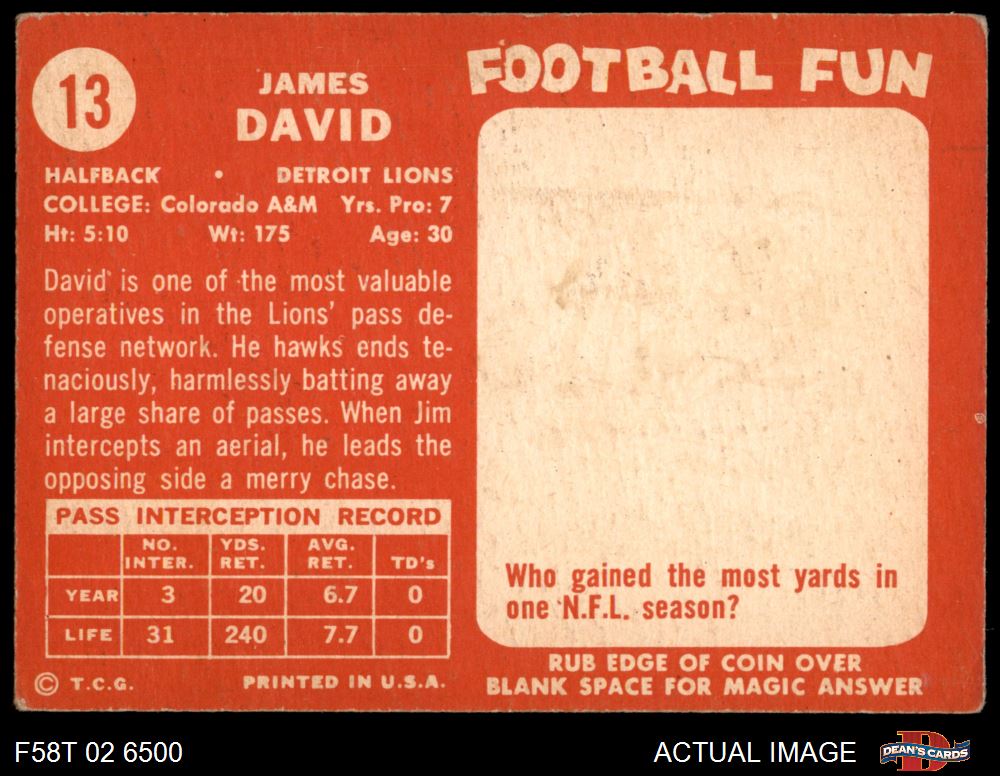 13
JAMES
DAVID
HALFBACK • DETROIT LIONS
COLLEGE: Colorado A&M Yrs. Pro: 7
Ht: 5:10 Wt: 175 Age: 30
David is one of the most valuable
operatives in the Lions' pass de-
fense network. He hawks ends te-
naciously, harmlessly batting away
a large share of passes. When Jim
intercepts an aerial, he leads the
opposing side a merry chase.
PASS INTERCEPTION RECORD
NO. INTER. YDS. RET. AVG. RET. TD's
YEAR 3 20 6.7 0
LIFE 31 240 7.7 0
© T.C.G. PRINTED IN U.S.A.
FOOTBALL FUN
Who gained the most yards in
one N.F.L. season?
RUB EDGE OF COIN OVER
BLANK SPACE FOR MAGIC ANSWER
F58T 02 6500
ACTUAL IMAGE
D
DEAN'S CARDS